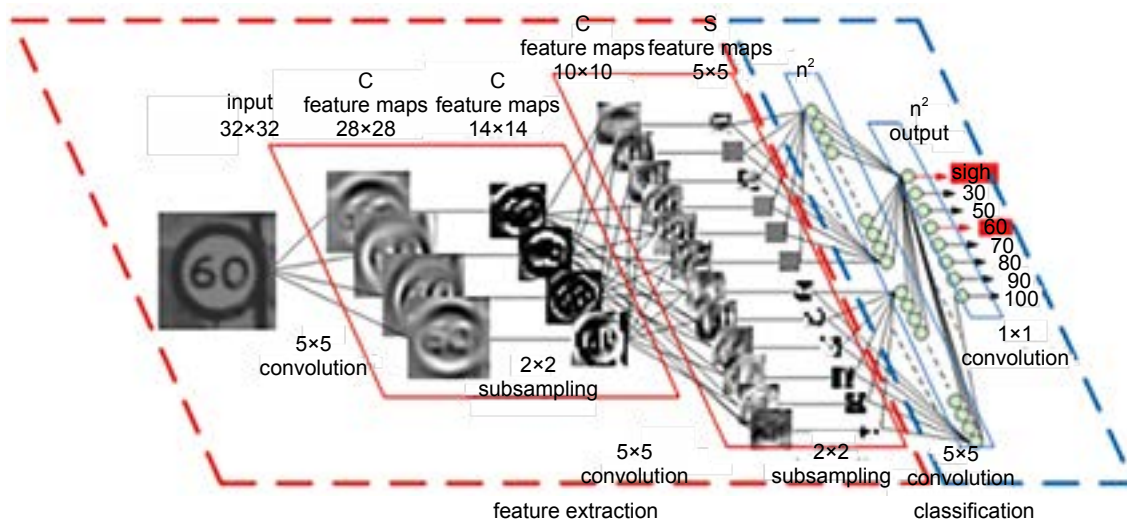 input
32×32
C
feature maps
28×28
C
feature maps
14×14
C
feature maps
10×10
S
feature maps
5×5
n²
n²
output
sigh
30
50
60
70
80
90
100
60
5×5
convolution
2×2
subsampling
5×5
convolution
2×2
subsampling
5×5
convolution
1×1
convolution
feature extraction
classification